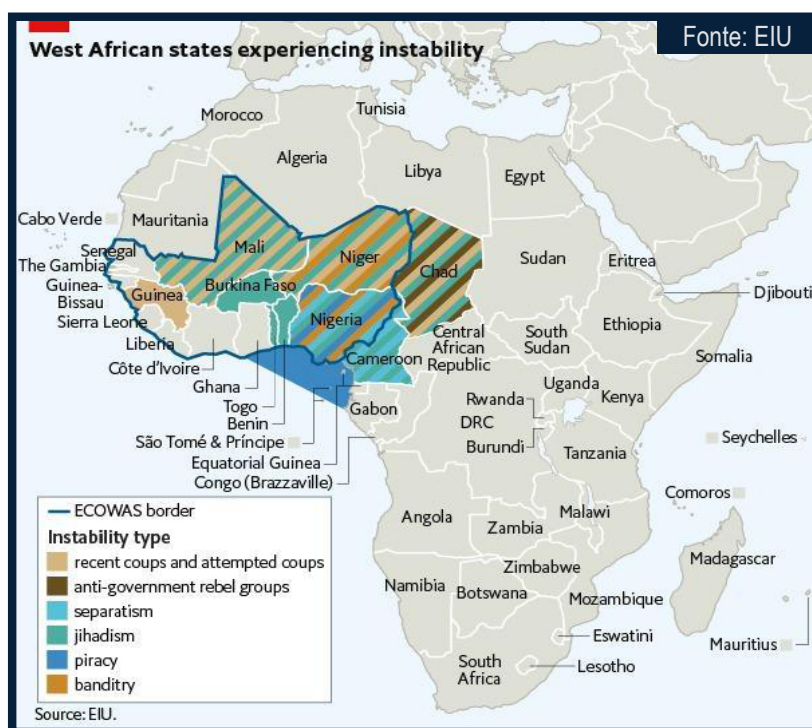 West African states experiencing instability
Fonte: EIU
Morocco
Tunisia
Algeria
Libya
Egypt
Cabo Verde
Mauritania
Mali
Niger
Chad
Sudan
Eritrea
Djibouti
Senegal
The Gambia
Guinea-
Bissau
Guinea
Sierra Leone
Liberia
Côte d'Ivoire
Ghana
Togo
Benin
Burkina Faso
Nigeria
Cameroon
Central
African
Republic
South
Sudan
Ethiopia
Somalia
São Tomé & Príncipe
Equatorial Guinea
Congo (Brazzaville)
Gabon
Rwanda
DRC
Burundi
Uganda
Kenya
Tanzania
Seychelles
Comoros
Angola
Zambia
Malawi
Madagascar
Zimbabwe
Namibia
Botswana
Mozambique
Mauritius
Eswatini
Lesotho
South
Africa
ECOWAS border
Instability type
recent coups and attempted coups
anti-government rebel groups
separatism
jihadism
piracy
banditry
Source: EIU.